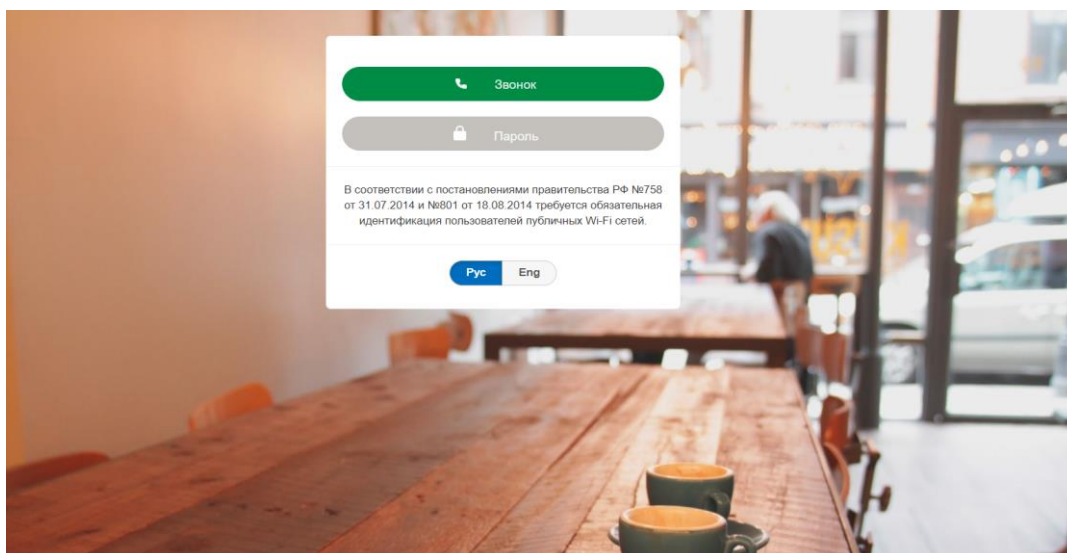 Звонок
Пароль
В соответствии с постановлениями правительства РФ №758
от 31.07.2014 и №801 от 18.08.2014 требуется обязательная
идентификация пользователей публичных Wi-Fi сетей.
Рус Eng